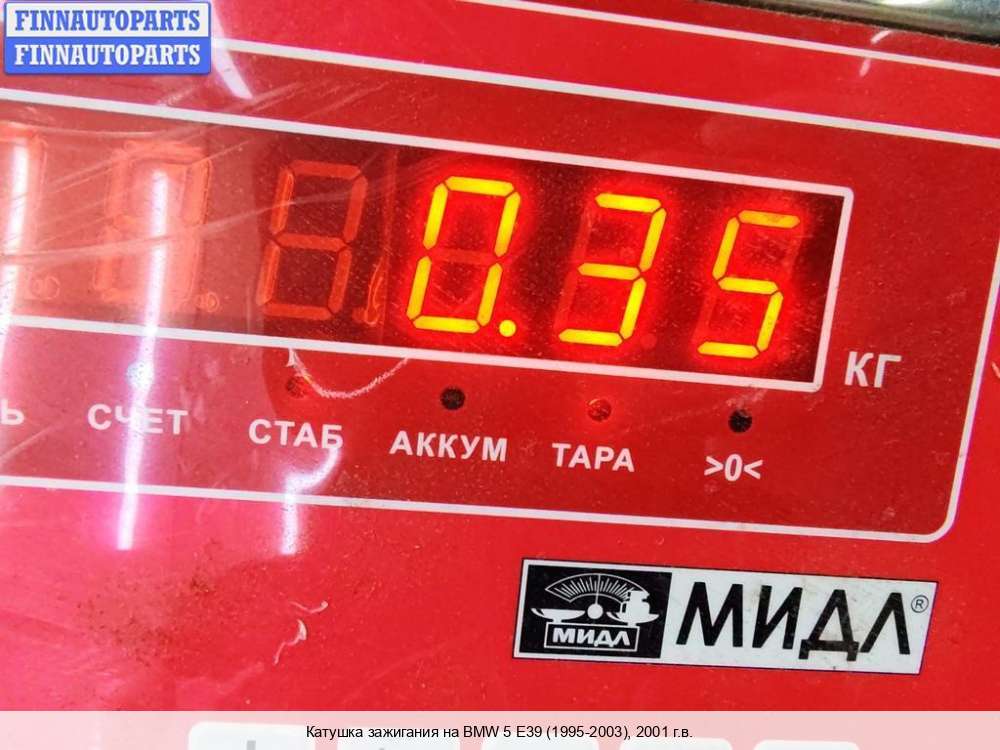 FINNAUTOPARTS
FINNAUTOPARTS
0.35
КГ
Ь СЧЕТ СТАБ АККУМ ТАРА >0<
МИДЛ МИДЛ®
Катушка зажигания на BMW 5 E39 (1995-2003), 2001 г.в.